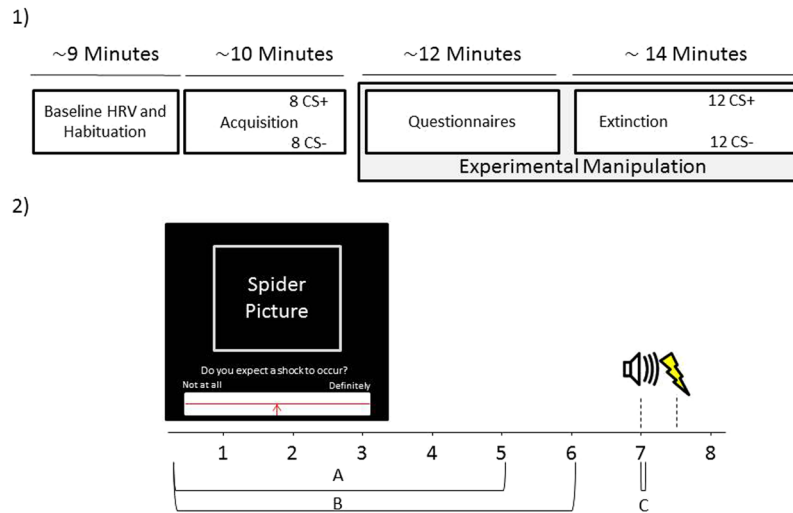 1)
~9 Minutes
~10 Minutes
~12 Minutes
~ 14 Minutes
Baseline HRV and
Habituation
8 CS+
Acquisition
8 CS-
Questionnaires
12 CS+
Extinction
12 CS-
Experimental Manipulation
2)
Spider
Picture
Do you expect a shock to occur?
Not at all
Definitely
1 2 3 4 5 6 7 8
A
B
C